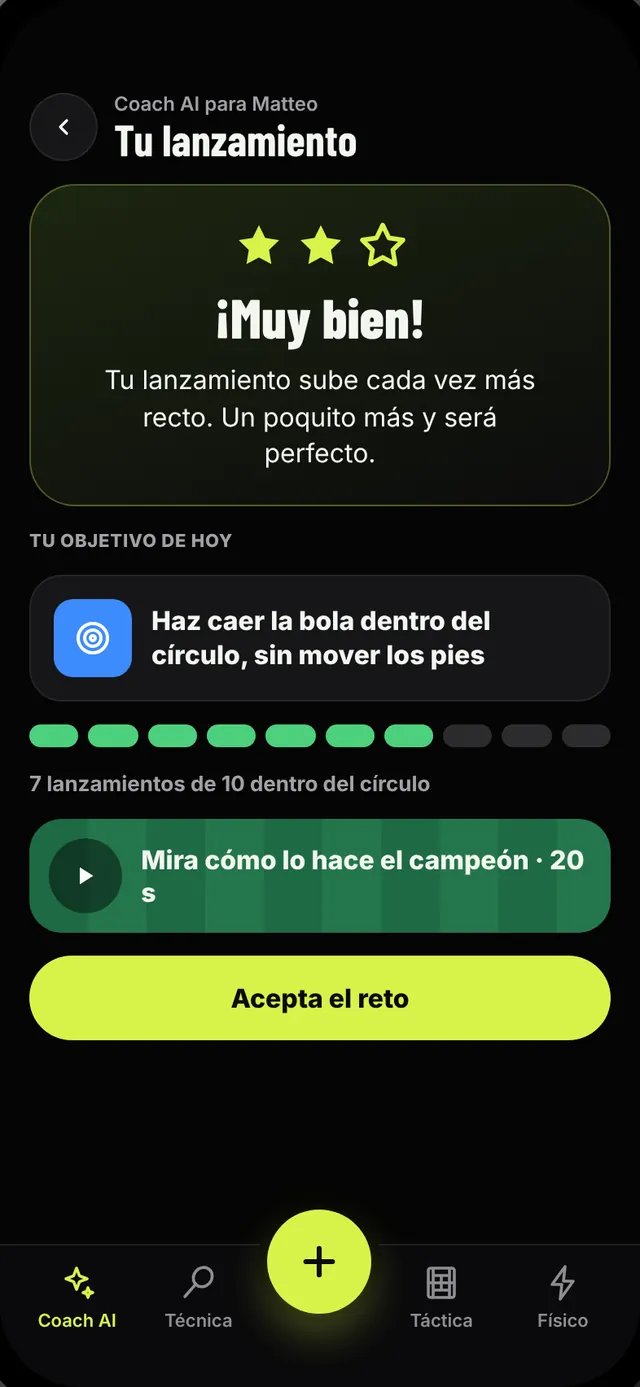 Coach AI para Matteo
Tu lanzamiento
¡Muy bien!
Tu lanzamiento sube cada vez más
recto. Un poquito más y será
perfecto.
TU OBJETIVO DE HOY
Haz caer la bola dentro del
círculo, sin mover los pies
7 lanzamientos de 10 dentro del círculo
Mira cómo lo hace el campeón · 20
s
Acepta el reto
Coach AI
Técnica
Táctica
Físico